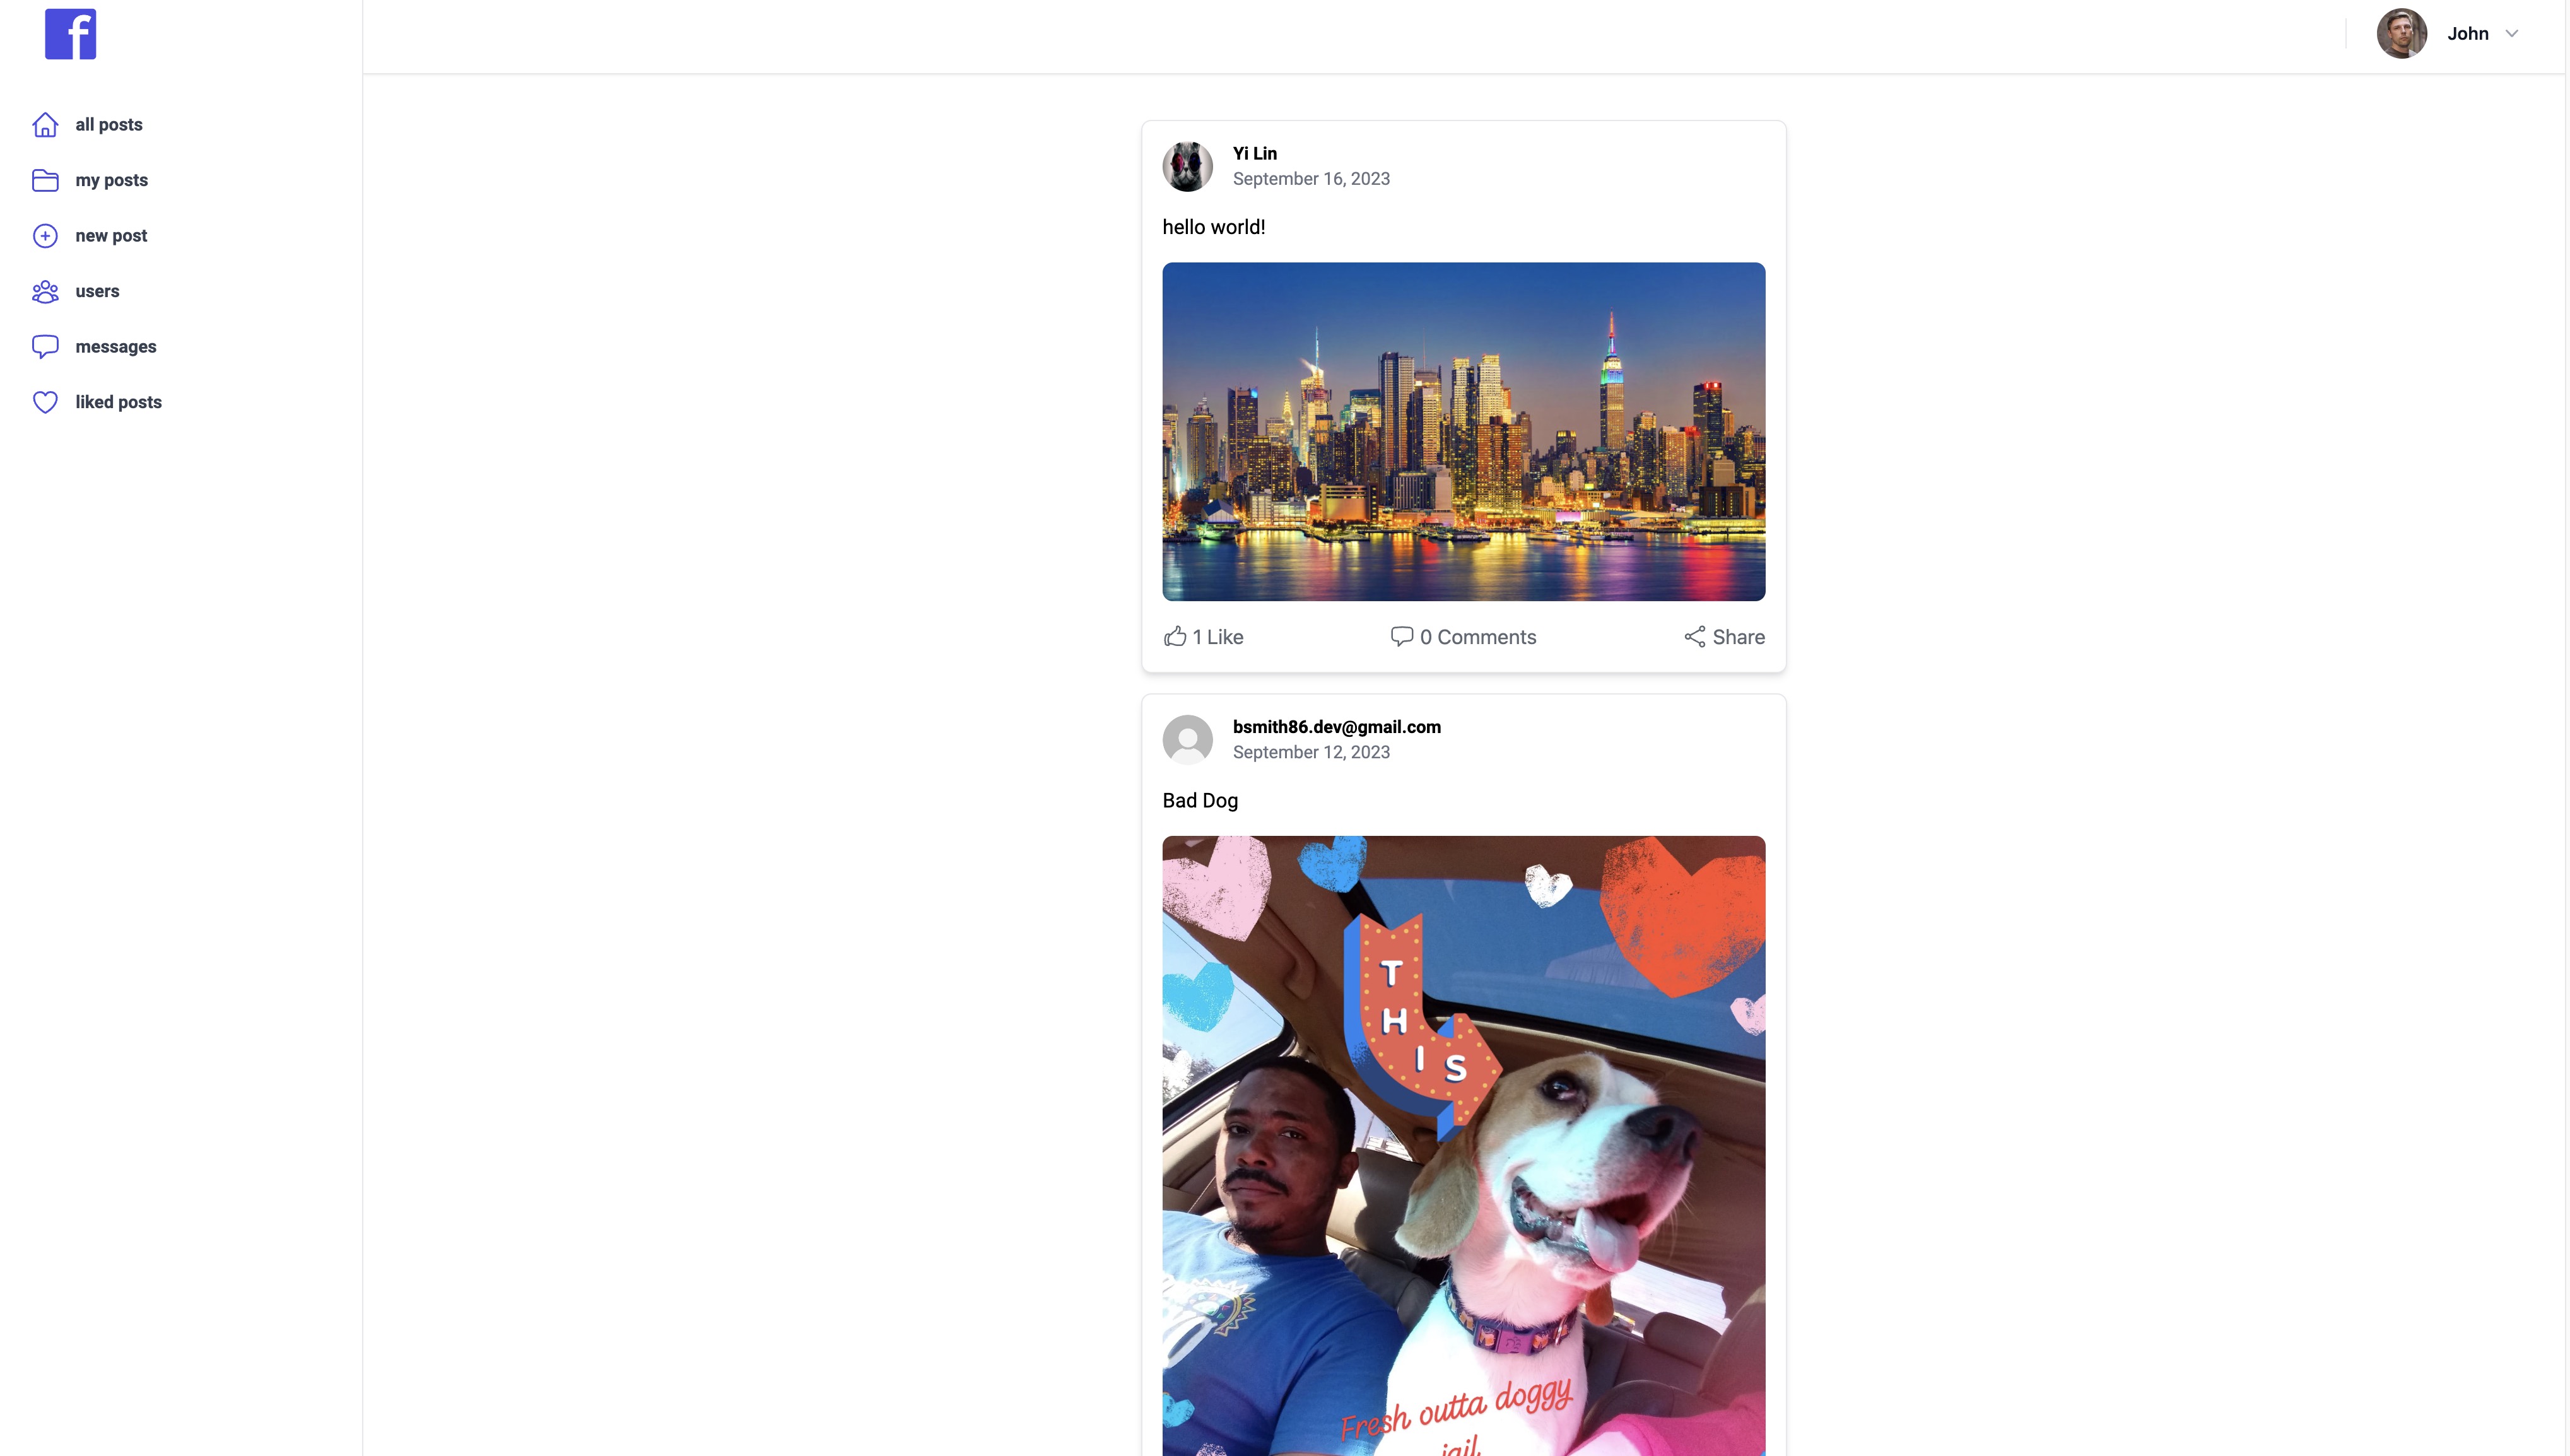 f
John
all posts
my posts
new post
users
messages
liked posts
Yi Lin
September 16, 2023
hello world!
1 Like
0 Comments
Share
bsmith86.dev@gmail.com
September 12, 2023
Bad Dog
THIS
Fresh outta doggy
jail